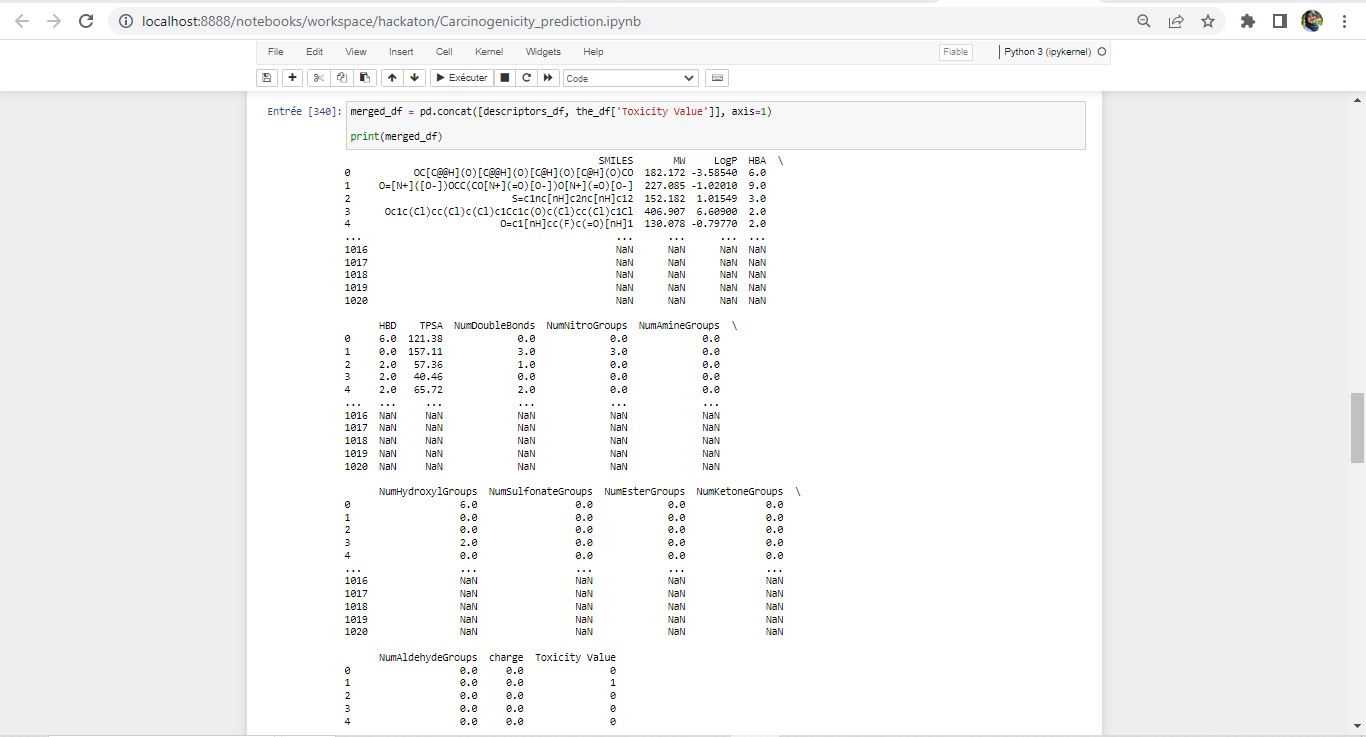 localhost:8888/notebooks/workspace/hackaton/Carcinogenicity_prediction.ipynb
File Edit View Insert Cell Kernel Widgets Help Fiable Python 3 (ipykernel)
Exécuter Code
Entrée [340]: merged_df = pd.concat([descriptors_df, the_df['Toxicity Value']], axis=1)
print(merged_df)
SMILES MW LogP HBA \
0 OC[C@@H](O)[C@@H](O)[C@H](O)[C@H](O)CO 182.172 -3.58540 6.0
1 O=[N+]([O-])OCC(CO[N+](=O)[O-])O[N+](=O)[O-] 227.085 -1.02010 9.0
2 S=c1nc[nH]c2nc[nH]c12 152.182 1.01549 3.0
3 Oc1c(Cl)cc(Cl)c(Cl)c1Cc1c(O)c(Cl)cc(Cl)c1Cl 406.907 6.60900 2.0
4 O=c1[nH]cc(F)c(=O)[nH]1 130.078 -0.79770 2.0
... ... ... ... ...
1016 NaN NaN NaN NaN
1017 NaN NaN NaN NaN
1018 NaN NaN NaN NaN
1019 NaN NaN NaN NaN
1020 NaN NaN NaN NaN
HBD TPSA NumDoubleBonds NumNitroGroups NumAmineGroups \
0 6.0 121.38 0.0 0.0 0.0
1 0.0 157.11 3.0 3.0 0.0
2 2.0 57.36 1.0 0.0 0.0
3 2.0 40.46 0.0 0.0 0.0
4 2.0 65.72 2.0 0.0 0.0
... ... ... ... ... ...
1016 NaN NaN NaN NaN NaN
1017 NaN NaN NaN NaN NaN
1018 NaN NaN NaN NaN NaN
1019 NaN NaN NaN NaN NaN
1020 NaN NaN NaN NaN NaN
NumHydroxylGroups NumSulfonateGroups NumEsterGroups NumKetoneGroups \
0 6.0 0.0 0.0 0.0
1 0.0 0.0 0.0 0.0
2 0.0 0.0 0.0 0.0
3 2.0 0.0 0.0 0.0
4 0.0 0.0 0.0 0.0
... ... ... ... ...
1016 NaN NaN NaN NaN
1017 NaN NaN NaN NaN
1018 NaN NaN NaN NaN
1019 NaN NaN NaN NaN
1020 NaN NaN NaN NaN
NumAldehydeGroups charge Toxicity Value
0 0.0 0.0 0
1 0.0 0.0 1
2 0.0 0.0 0
3 0.0 0.0 0
4 0.0 0.0 0